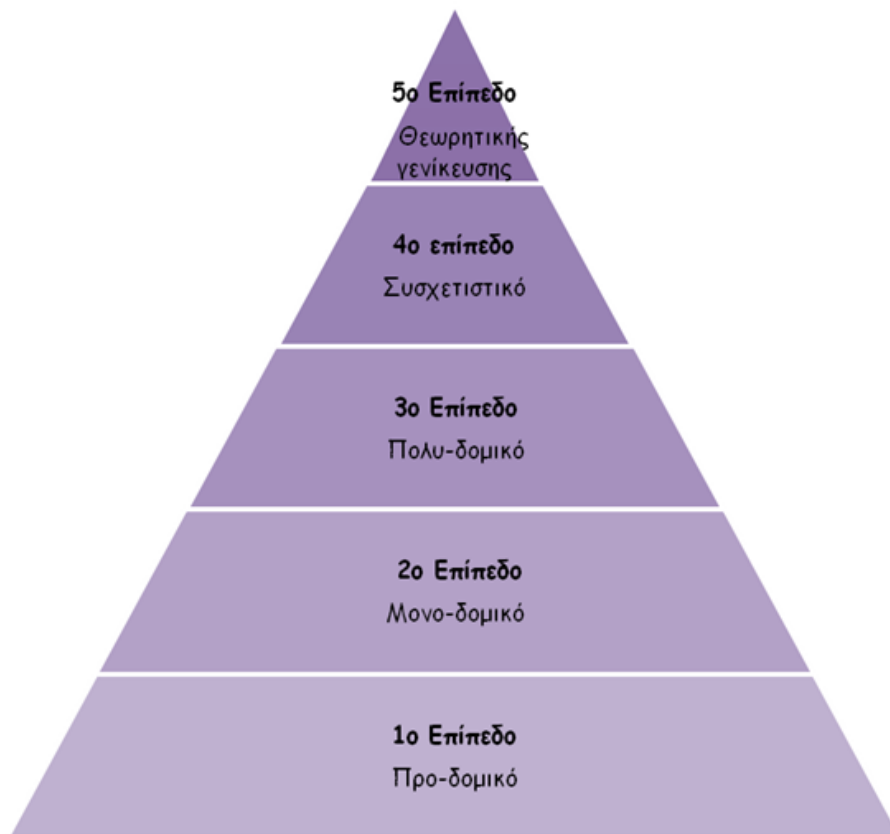 5ο Επίπεδο
Θεωρητικής
γενίκευσης
4ο επίπεδο
Συσχετιστικό
3ο Επίπεδο
Πολυ-δομικό
2ο Επίπεδο
Μονο-δομικό
1ο Επίπεδο
Προ-δομικό